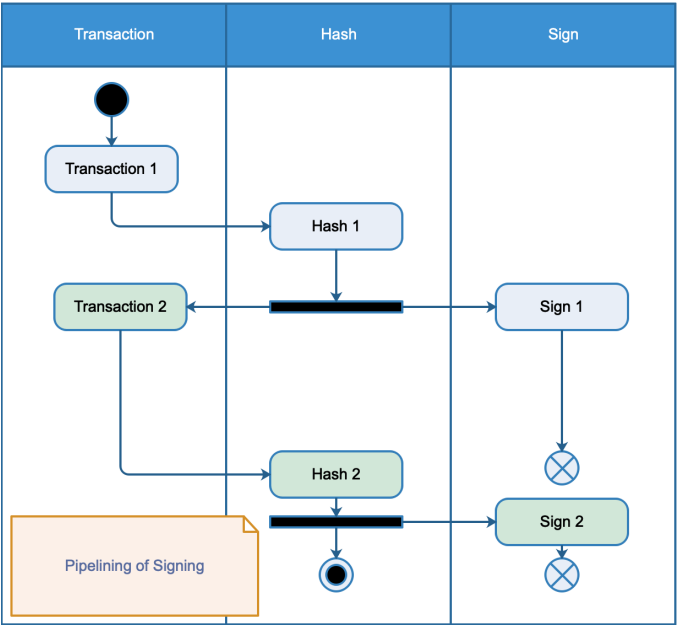 Transaction
Hash
Sign
Transaction 1
Hash 1
Transaction 2
Sign 1
Hash 2
Sign 2
Pipelining of Signing